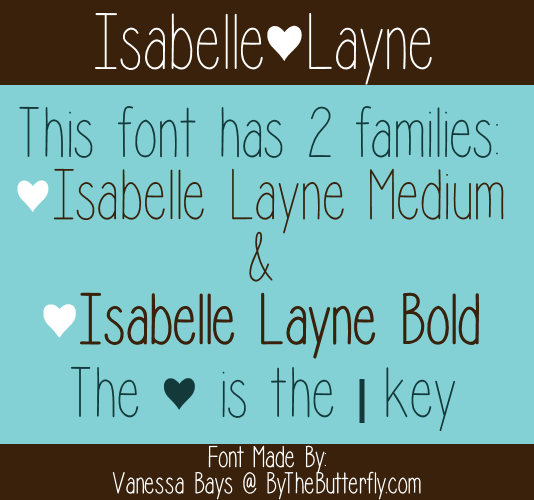 Isabelle♥Layne
This font has 2 families:
♥Isabelle Layne Medium
&
♥Isabelle Layne Bold
The ♥ is the | key
Font Made By:
Vanessa Bays @ ByTheButterfly.com